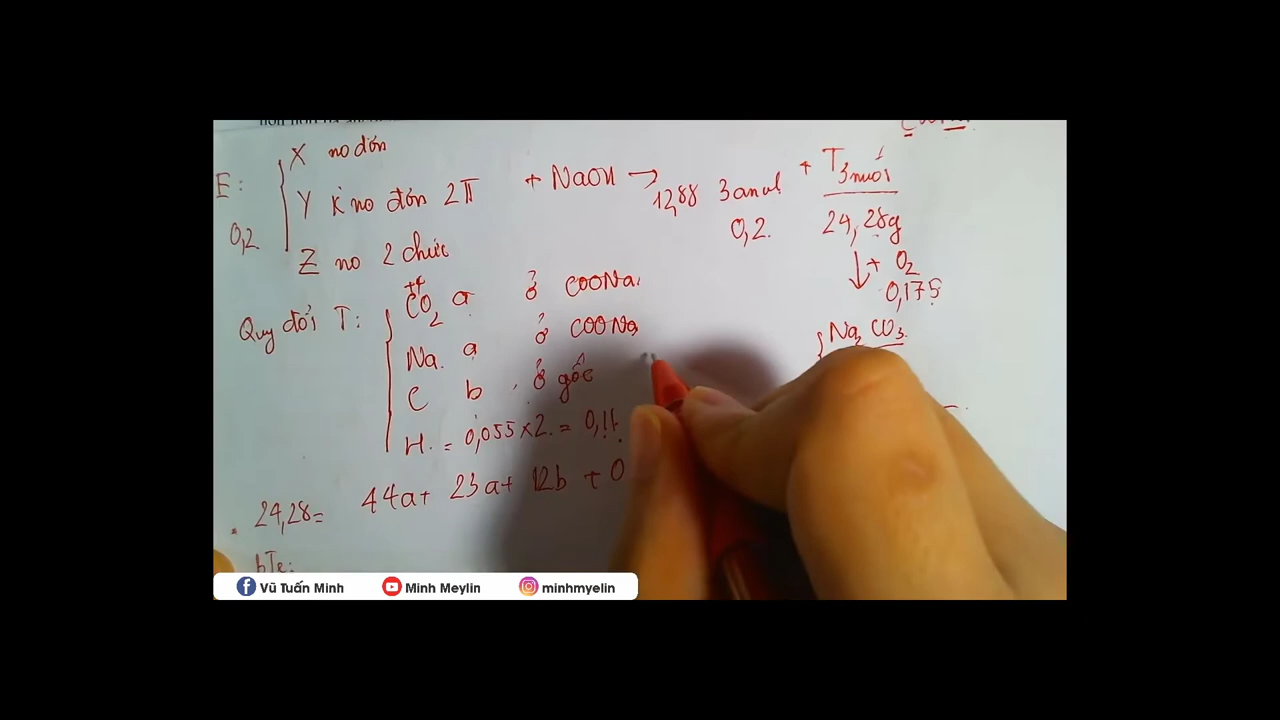 E:
0,2
X no đơn
Y k no đơn 2π
Z no 2 chức
+ NaOH →
12,88 3 ancol
0,2.
+ T 3 muối
24,28g
↓ + O2
0,175
Na2CO3
Quy đổi T:
+4
CO2 a ở COONa
Na a ở COONa
C b ở gốc
H = 0,055×2 = 0,11
24,28 = 44a + 23a + 12b + 0
bTe:
Vũ Tuấn Minh Minh Meylin minhmyelin